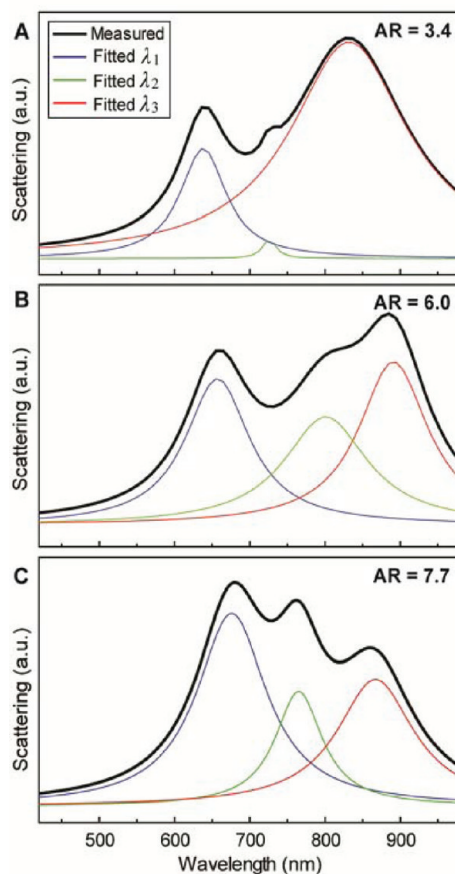 A
AR = 3.4
Measured
Fitted λ1
Fitted λ2
Fitted λ3
Scattering (a.u.)
B
AR = 6.0
Scattering (a.u.)
C
AR = 7.7
Scattering (a.u.)
500 600 700 800 900
Wavelength (nm)